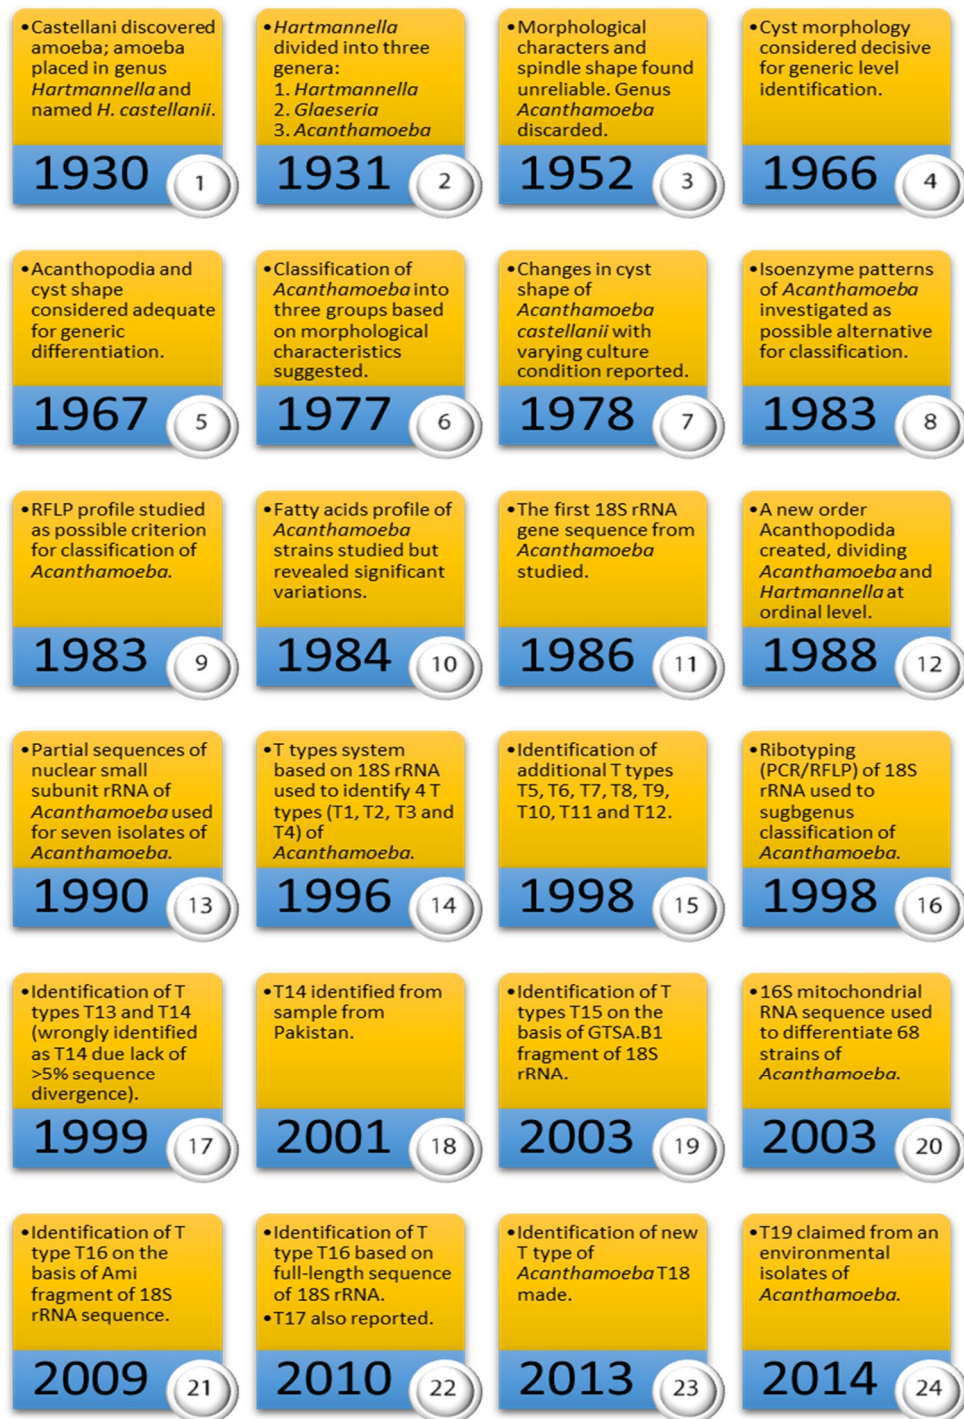 •Castellani discovered
amoeba; amoeba
placed in genus
Hartmannella and
named H. castellanii.
1930
1
•Hartmannella
divided into three
genera:
1. Hartmannella
2. Glaeseria
3. Acanthamoeba
1931
2
•Morphological
characters and
spindle shape found
unreliable. Genus
Acanthamoeba
discarded.
1952
3
•Cyst morphology
considered decisive
for generic level
identification.
1966
4
•Acanthopodia and
cyst shape
considered adequate
for generic
differentiation.
1967
5
•Classification of
Acanthamoeba into
three groups based
on morphological
characteristics
suggested.
1977
6
•Changes in cyst
shape of
Acanthamoeba
castellanii with
varying culture
condition reported.
1978
7
•Isoenzyme patterns
of Acanthamoeba
investigated as
possible alternative
for classification.
1983
8
•RFLP profile studied
as possible criterion
for classification of
Acanthamoeba.
1983
9
•Fatty acids profile of
Acanthamoeba
strains studied but
revealed significant
variations.
1984
10
•The first 18S rRNA
gene sequence from
Acanthamoeba
studied.
1986
11
•A new order
Acanthopodida
created, dividing
Acanthamoeba and
Hartmannella at
ordinal level.
1988
12
•Partial sequences of
nuclear small
subunit rRNA of
Acanthamoeba used
for seven isolates of
Acanthamoeba.
1990
13
•T types system
based on 18S rRNA
used to identify 4 T
types (T1, T2, T3 and
T4) of
Acanthamoeba.
1996
14
•Identification of
additional T types
T5, T6, T7, T8, T9,
T10, T11 and T12.
1998
15
•Ribotyping
(PCR/RFLP) of 18S
rRNA used to
sugbgenus
classification of
Acanthamoeba.
1998
16
•Identification of T
types T13 and T14
(wrongly identified
as T14 due lack of
>5% sequence
divergence).
1999
17
•T14 identified from
sample from
Pakistan.
2001
18
•Identification of T
types T15 on the
basis of GTSA.B1
fragment of 18S
rRNA.
2003
19
•16S mitochondrial
RNA sequence used
to differentiate 68
strains of
Acanthamoeba.
2003
20
•Identification of T
type T16 on the
basis of Ami
fragment of 18S
rRNA sequence.
2009
21
•Identification of T
type T16 based on
full-length sequence
of 18S rRNA.
•T17 also reported.
2010
22
•Identification of new
T type of
Acanthamoeba T18
made.
2013
23
•T19 claimed from an
environmental
isolates of
Acanthamoeba.
2014
24